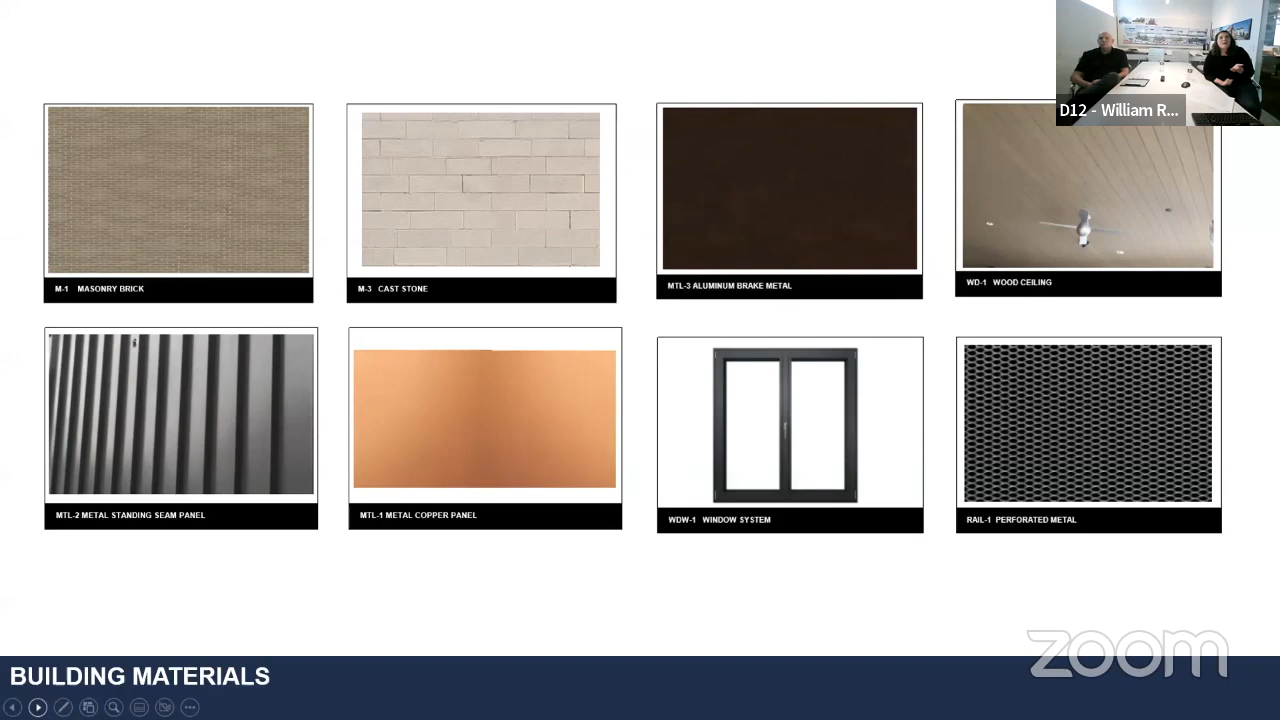 D12 - William R...
M-1 MASONRY BRICK
M-3 CAST STONE
MTL-3 ALUMINUM BRAKE METAL
WD-1 WOOD CEILING
MTL-2 METAL STANDING SEAM PANEL
MTL-1 METAL COPPER PANEL
WDW-1 WINDOW SYSTEM
RAIL-1 PERFORATED METAL
zoom
BUILDING MATERIALS